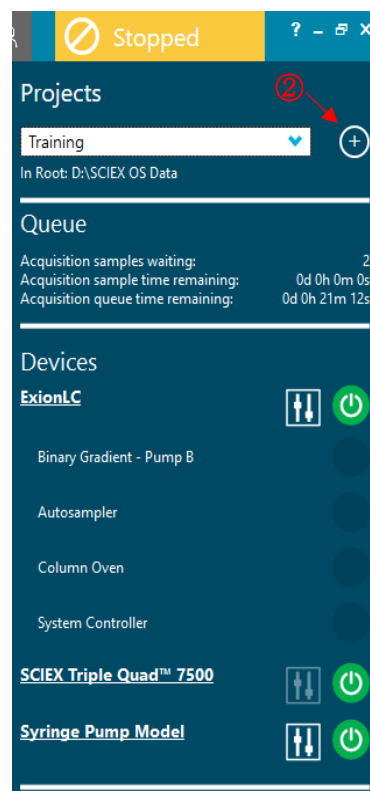 Stopped
? – X
Projects
②
Training
In Root: D:\SCIEX OS Data
Queue
Acquisition samples waiting: 2
Acquisition sample time remaining: 0d 0h 0m 0s
Acquisition queue time remaining: 0d 0h 21m 12s
Devices
ExionLC
Binary Gradient - Pump B
Autosampler
Column Oven
System Controller
SCIEX Triple Quad™ 7500
Syringe Pump Model